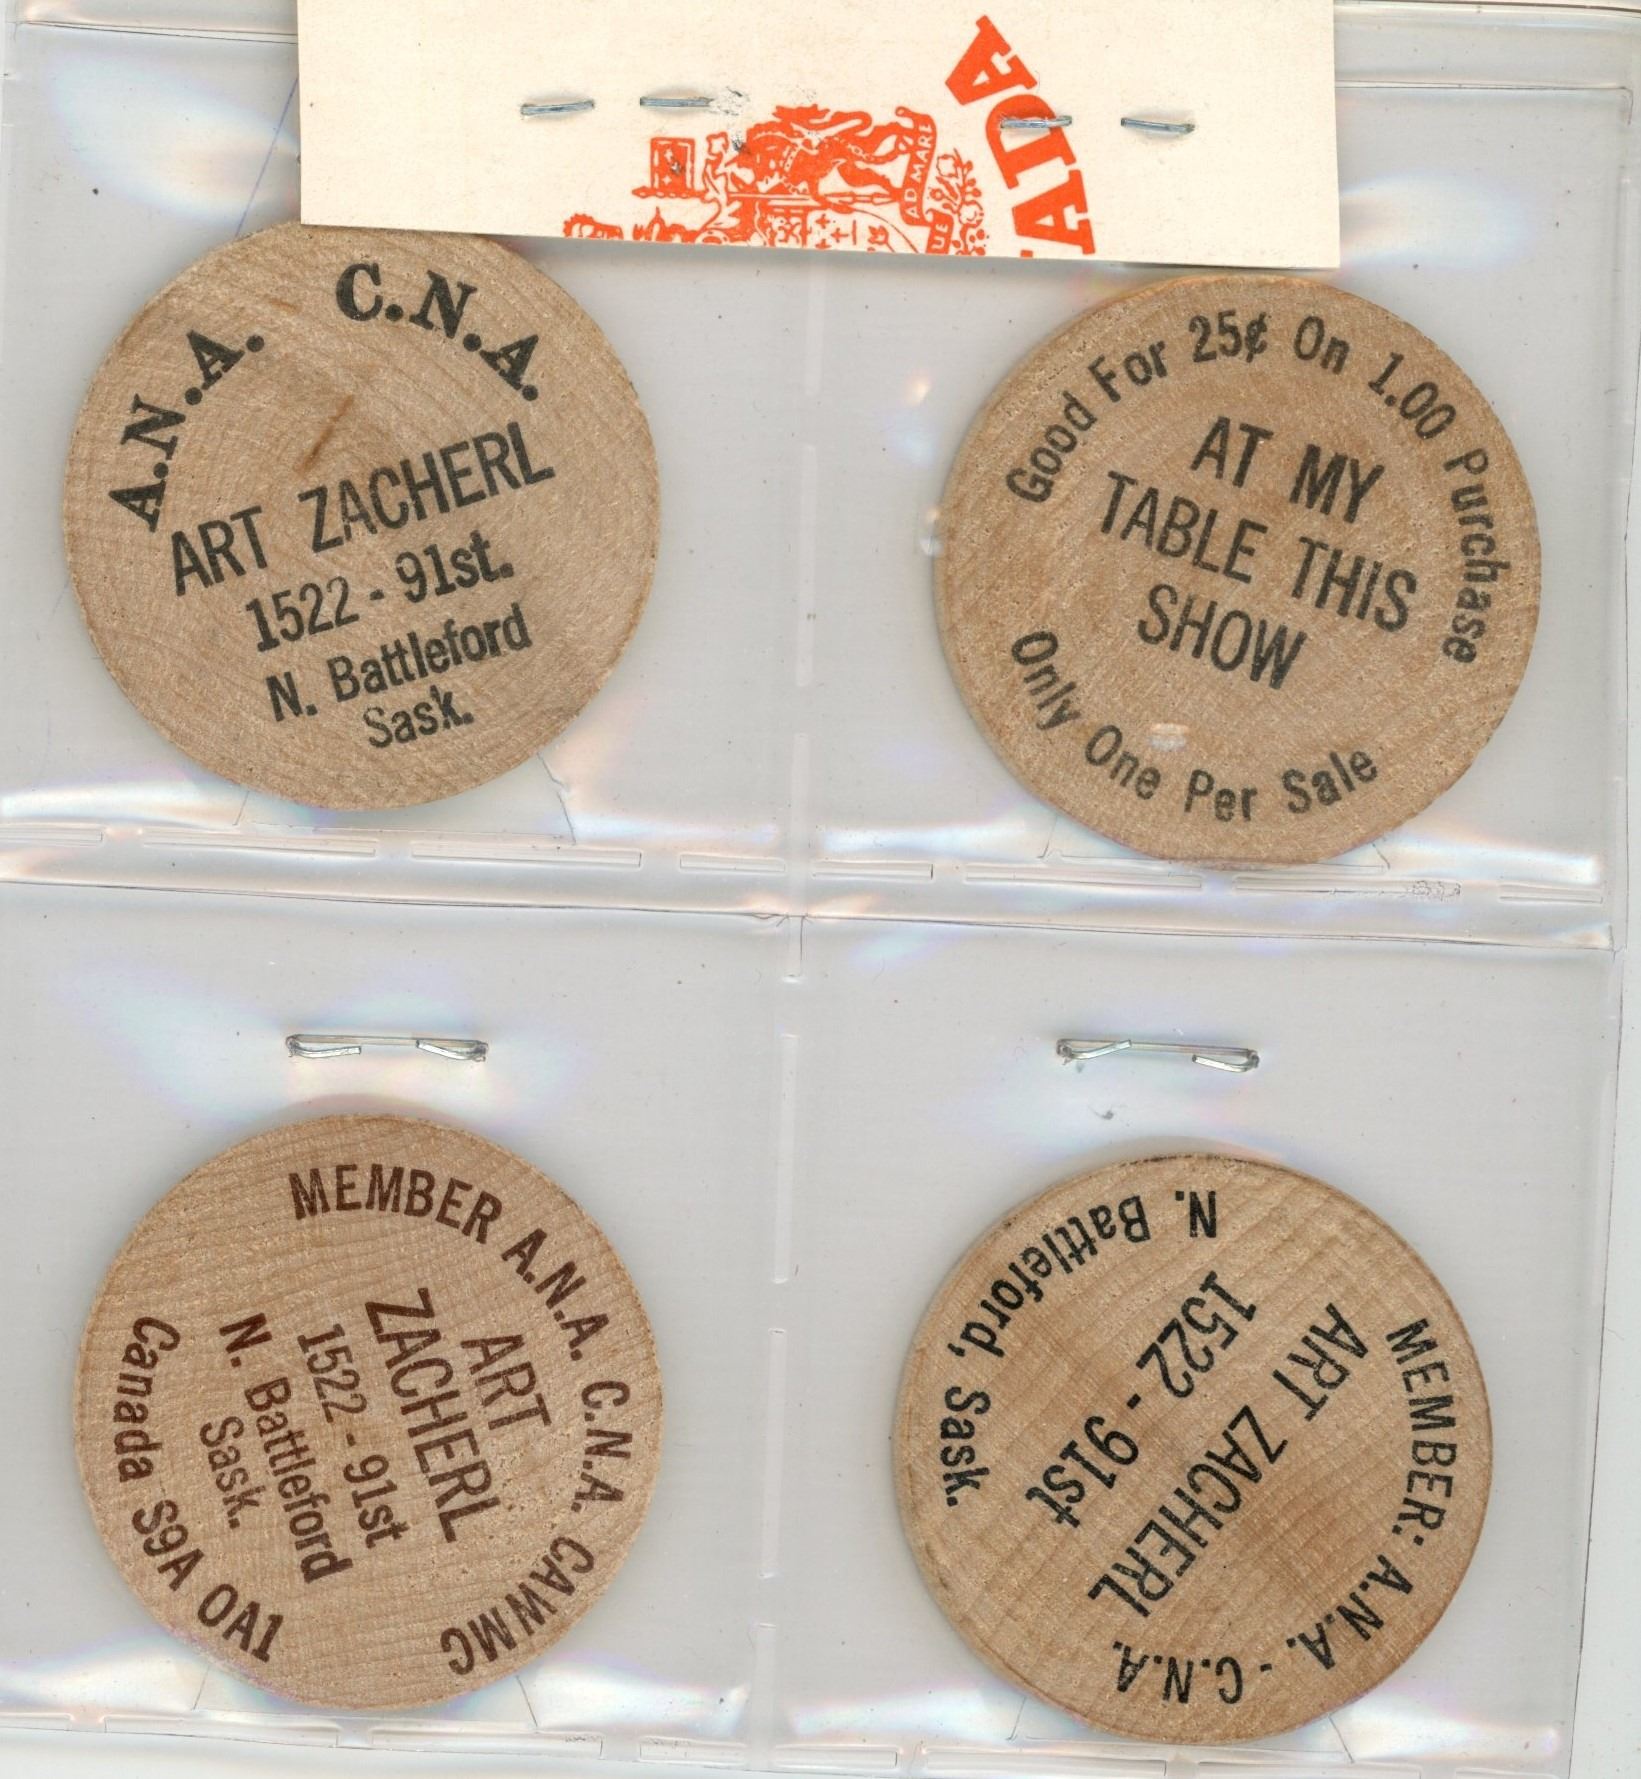 ADA
AD MARE
UE
A.N.A. C.N.A.
ART ZACHERL
1522 - 91st.
N. Battleford
Sask.
Good For 25¢ On 1.00 Purchase
AT MY
TABLE THIS
SHOW
Only One Per Sale
MEMBER A.N.A. C.N.A. CAWMC
ART
ZACHERL
1522 - 91st
N. Battleford
Sask.
Canada S9A 0A1
MEMBER: A.N.A. - C.N.A.
ART ZACHERL
1522 - 91st
N. Battleford, Sask.